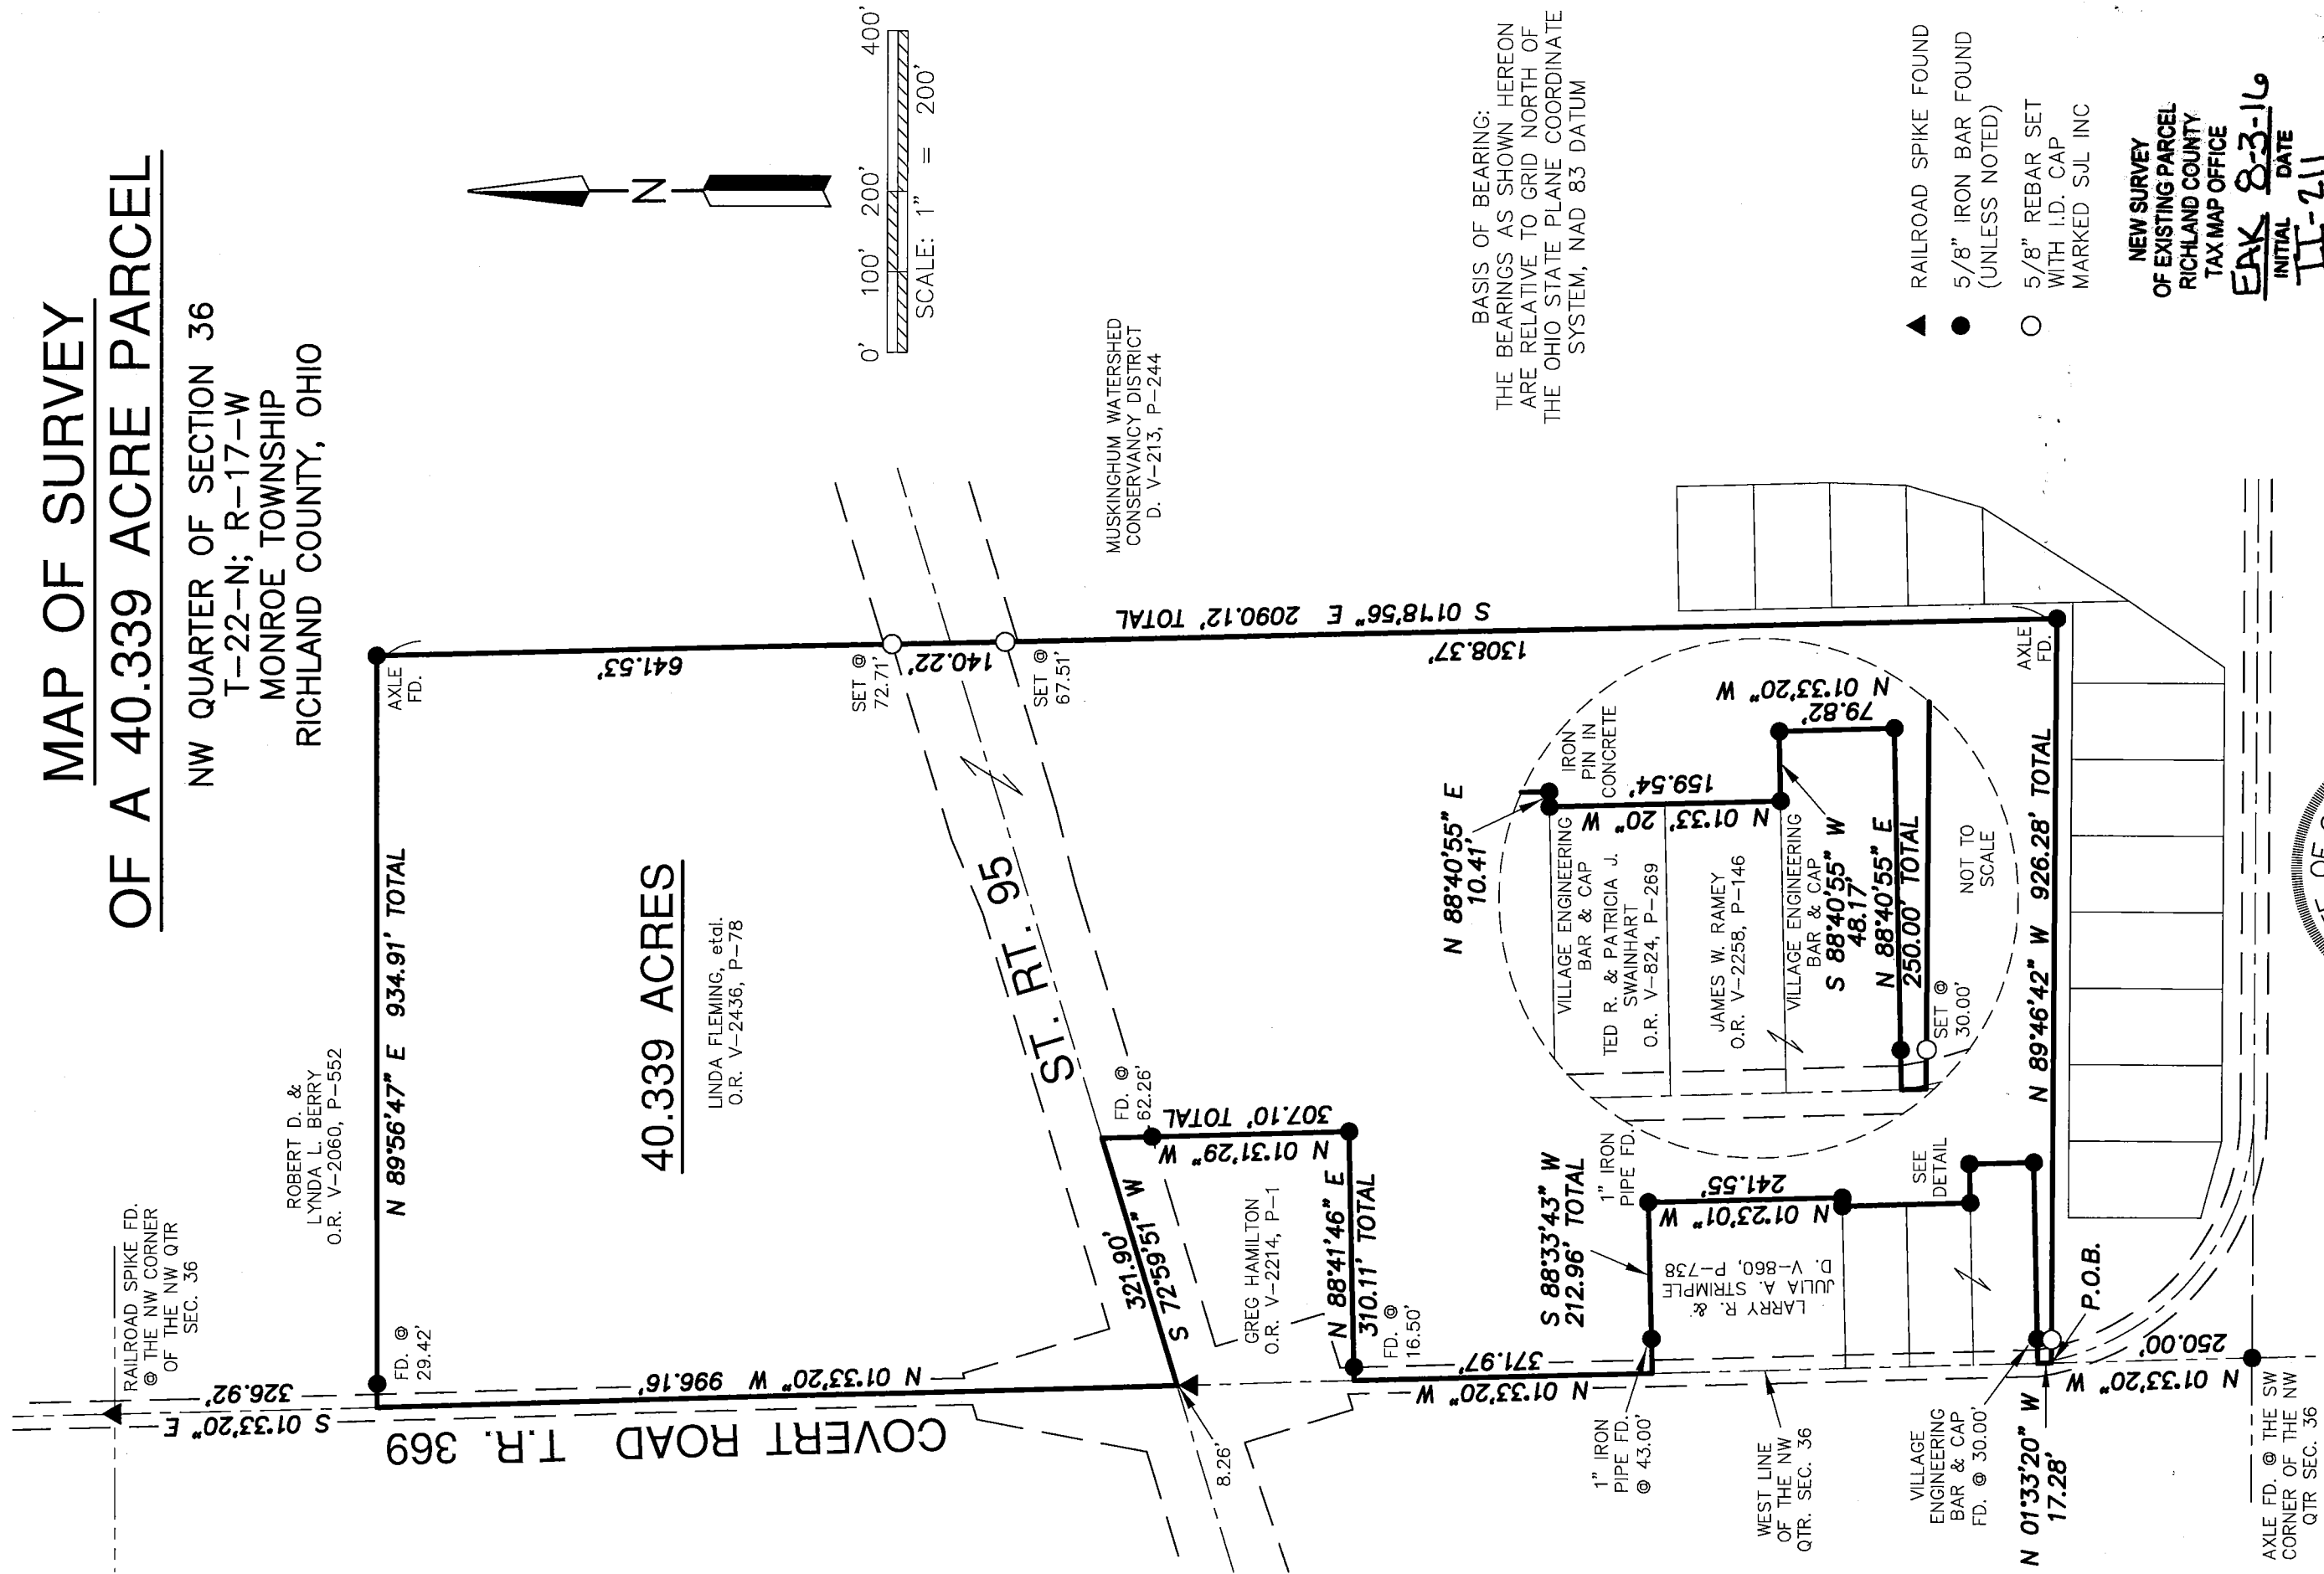 MAP OF SURVEY
OF A 40.339 ACRE PARCEL
NW QUARTER OF SECTION 36
T-22-N; R-17-W
MONROE TOWNSHIP
RICHLAND COUNTY, OHIO
N
0' 100' 200' 400'
SCALE: 1" = 200'
RAILROAD SPIKE FD.
@ THE NW CORNER
OF THE NW QTR
SEC. 36
S 01°33'20" E
326.92'
ROBERT D. &
LYNDA L. BERRY
O.R. V-2060, P-552
N 89°56'47" E 934.91' TOTAL
FD. @
29.42'
AXLE
FD.
40.339 ACRES
LINDA FLEMING, etal.
O.R. V-2436, P-78
641.53'
SET @
72.71'
140.22'
SET @
67.51'
S 01°18'56" E 2090.12' TOTAL
1308.37'
MUSKINGHUM WATERSHED
CONSERVANCY DISTRICT
D. V-213, P-244
N 01°33'20" W 996.16'
COVERT ROAD T.R. 369
ST. RT. 95
321.90'
S 72°59'51" W
8.26'
FD. @
62.26'
N 01°31'29" W
307.10' TOTAL
GREG HAMILTON
O.R. V-2214, P-1
N 88°41'46" E
310.11' TOTAL
FD. @
16.50'
371.97'
N 01°33'20" W
S 88°33'43" W
212.96' TOTAL
1" IRON
PIPE FD.
1" IRON
PIPE FD.
@ 43.00'
N 01°23'01" W
241.55'
LARRY R. &
JULIA A. STRIMPLE
D. V-860, P-738
SEE
DETAIL
WEST LINE
OF THE NW
QTR. SEC. 36
VILLAGE
ENGINEERING
BAR & CAP
FD. @ 30.00'
N 01°33'20" W
17.28'
P.O.B.
N 01°33'20" W
250.00'
AXLE FD. @ THE SW
CORNER OF THE NW
QTR SEC. 36
N 88°40'55" E
10.41'
IRON
PIN IN
CONCRETE
VILLAGE ENGINEERING
BAR & CAP
N 01°33' 20" W
159.54'
TED R. & PATRICIA J.
SWAINHART
O.R. V-824, P-269
JAMES W. RAMEY
O.R. V-2258, P-146
VILLAGE ENGINEERING
BAR & CAP
S 88°40'55" W
48.17'
N 01°33'20" W
79.82'
N 88°40'55" E
250.00' TOTAL
SET @
30.00'
NOT TO
SCALE
AXLE
FD.
N 89°46'42" W 926.28' TOTAL
BASIS OF BEARING:
THE BEARINGS AS SHOWN HEREON
ARE RELATIVE TO GRID NORTH OF
THE OHIO STATE PLANE COORDINATE
SYSTEM, NAD 83 DATUM
RAILROAD SPIKE FOUND
5/8" IRON BAR FOUND
(UNLESS NOTED)
5/8" REBAR SET
WITH I.D. CAP
MARKED SJL INC
NEW SURVEY
OF EXISTING PARCEL
RICHLAND COUNTY
TAX MAP OFFICE
EAK 8-3-16
INITIAL DATE
II-211